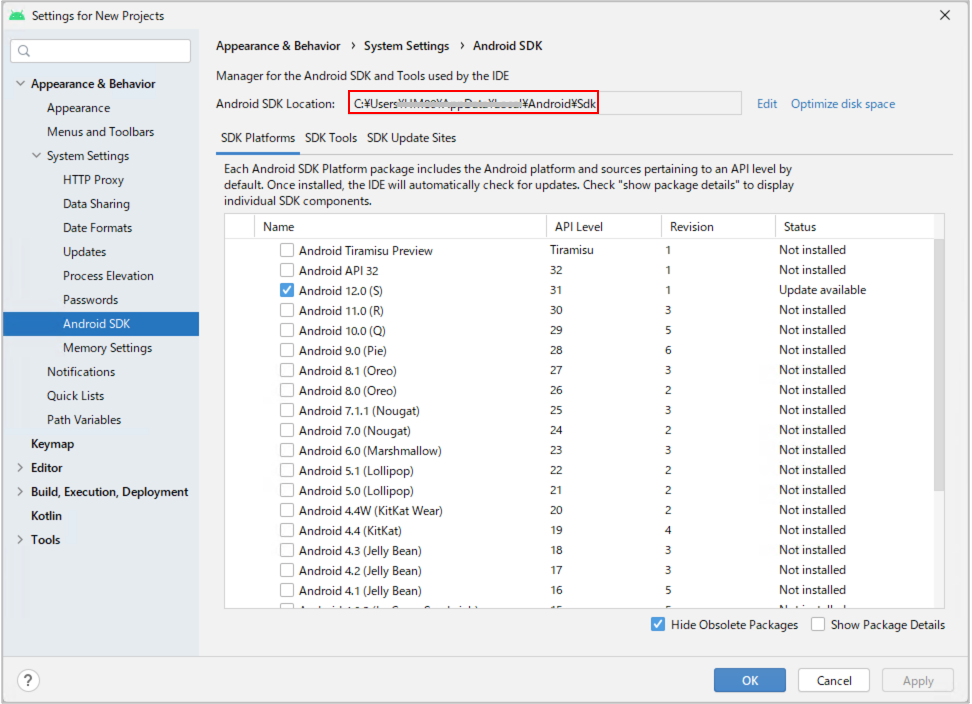 Settings for New Projects
Appearance & Behavior › System Settings › Android SDK
Manager for the Android SDK and Tools used by the IDE
Android SDK Location: C:¥Users¥HM80¥AppData¥Local¥Android¥Sdk Edit Optimize disk space
Appearance & Behavior
Appearance
Menus and Toolbars
System Settings
HTTP Proxy
Data Sharing
Date Formats
Updates
Process Elevation
Passwords
Android SDK
Memory Settings
Notifications
Quick Lists
Path Variables
Keymap
Editor
Build, Execution, Deployment
Kotlin
Tools
SDK Platforms SDK Tools SDK Update Sites
Each Android SDK Platform package includes the Android platform and sources pertaining to an API level by
default. Once installed, the IDE will automatically check for updates. Check "show package details" to display
individual SDK components.
Name API Level Revision Status
Android Tiramisu Preview Tiramisu 1 Not installed
Android API 32 32 1 Not installed
Android 12.0 (S) 31 1 Update available
Android 11.0 (R) 30 3 Not installed
Android 10.0 (Q) 29 5 Not installed
Android 9.0 (Pie) 28 6 Not installed
Android 8.1 (Oreo) 27 3 Not installed
Android 8.0 (Oreo) 26 2 Not installed
Android 7.1.1 (Nougat) 25 3 Not installed
Android 7.0 (Nougat) 24 2 Not installed
Android 6.0 (Marshmallow) 23 3 Not installed
Android 5.1 (Lollipop) 22 2 Not installed
Android 5.0 (Lollipop) 21 2 Not installed
Android 4.4W (KitKat Wear) 20 2 Not installed
Android 4.4 (KitKat) 19 4 Not installed
Android 4.3 (Jelly Bean) 18 3 Not installed
Android 4.2 (Jelly Bean) 17 3 Not installed
Android 4.1 (Jelly Bean) 16 5 Not installed
Hide Obsolete Packages Show Package Details
? OK Cancel Apply